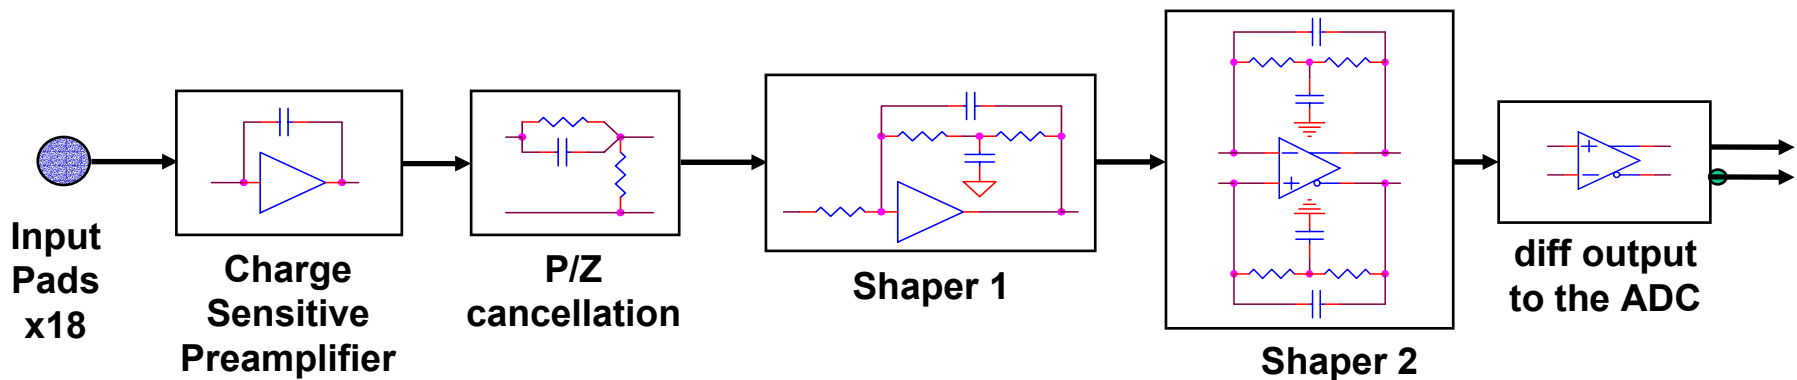 Input
Pads
x18
Charge
Sensitive
Preamplifier
P/Z
cancellation
Shaper 1
Shaper 2
diff output
to the ADC